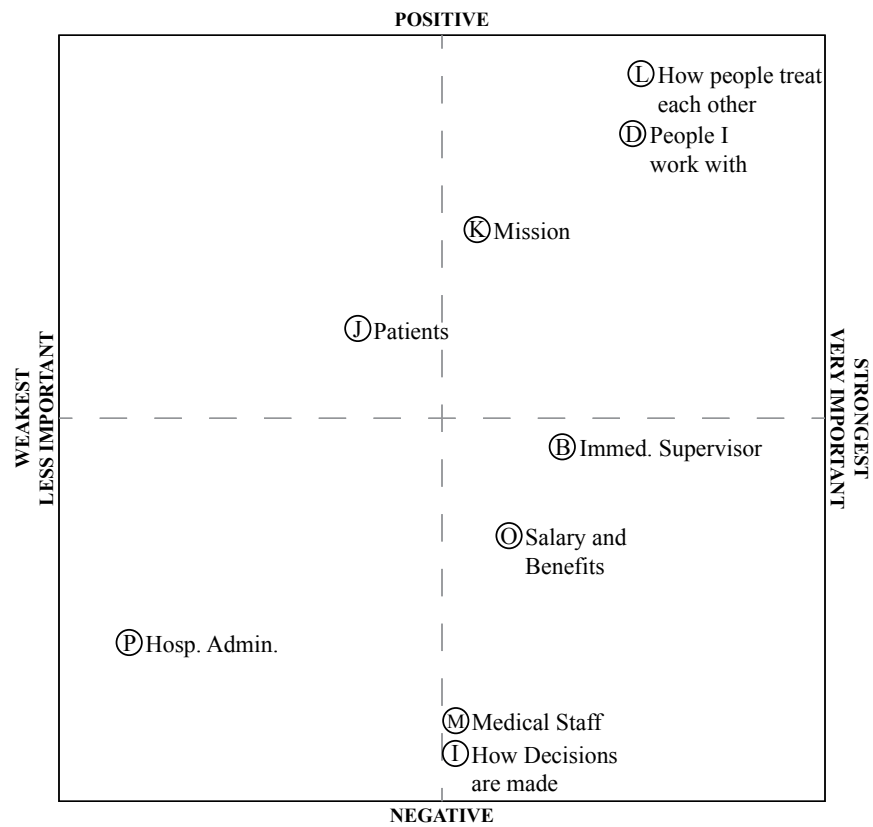 POSITIVE
L How people treat
each other
D People I
work with
K Mission
J Patients
WEAKEST
LESS IMPORTANT
VERY IMPORTANT
STRONGEST
B Immed. Supervisor
O Salary and
Benefits
P Hosp. Admin.
M Medical Staff
I How Decisions
are made
NEGATIVE